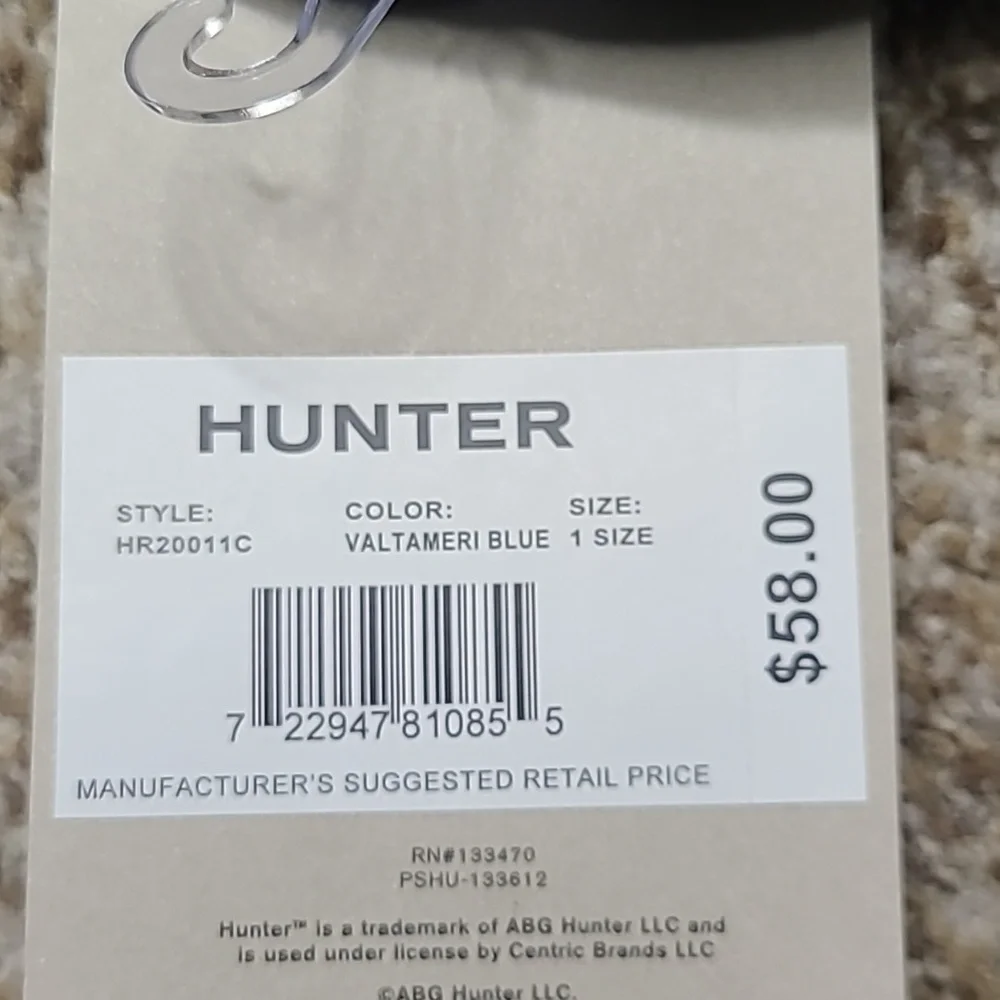 HUNTER
STYLE: COLOR: SIZE:
HR20011C VALTAMERI BLUE 1 SIZE
$58.00
7 22947 81085 5
MANUFACTURER'S SUGGESTED RETAIL PRICE
RN#133470
PSHU-133612
Hunter™ is a trademark of ABG Hunter LLC and
is used under license by Centric Brands LLC
©ABG Hunter LLC.